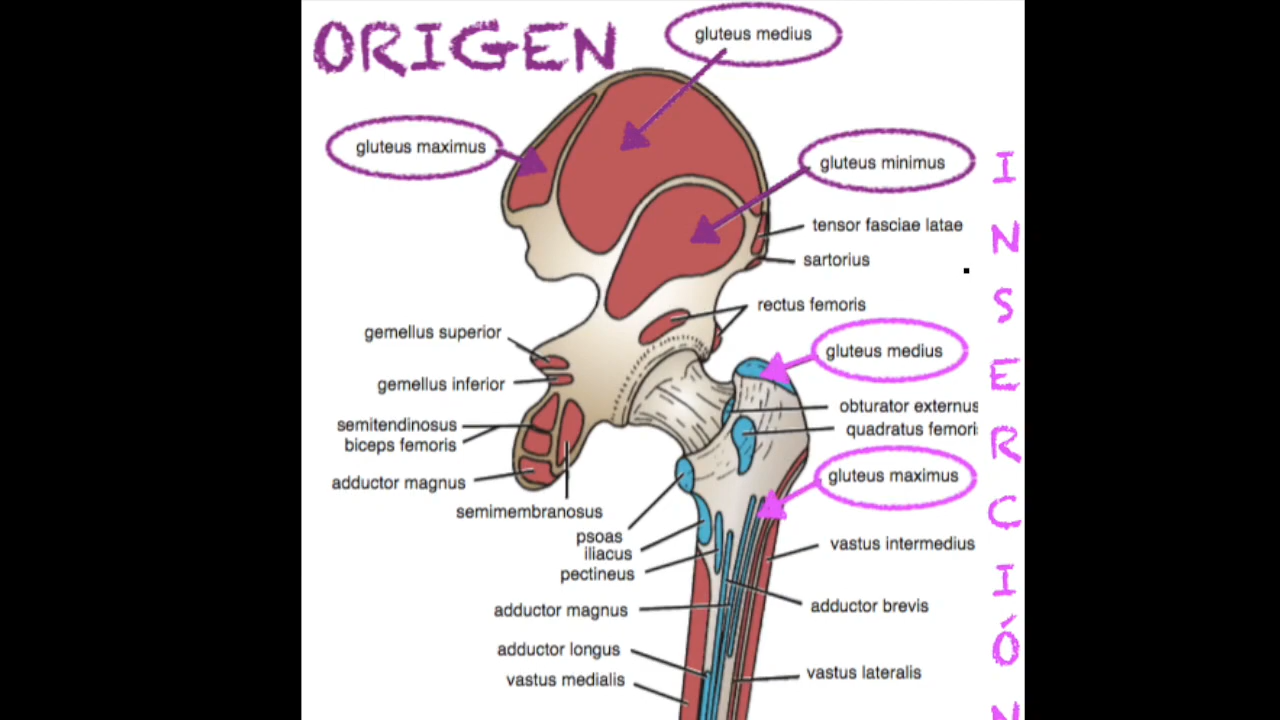 ORIGEN
gluteus medius
gluteus maximus
gluteus minimus
tensor fasciae latae
sartorius
rectus femoris
gemellus superior
gluteus medius
gemellus inferior
obturator externus
semitendinosus
quadratus femori
biceps femoris
gluteus maximus
adductor magnus
semimembranosus
psoas
vastus intermedius
iliacus
pectineus
adductor brevis
adductor magnus
adductor longus
vastus lateralis
vastus medialis
INSERCIÓN